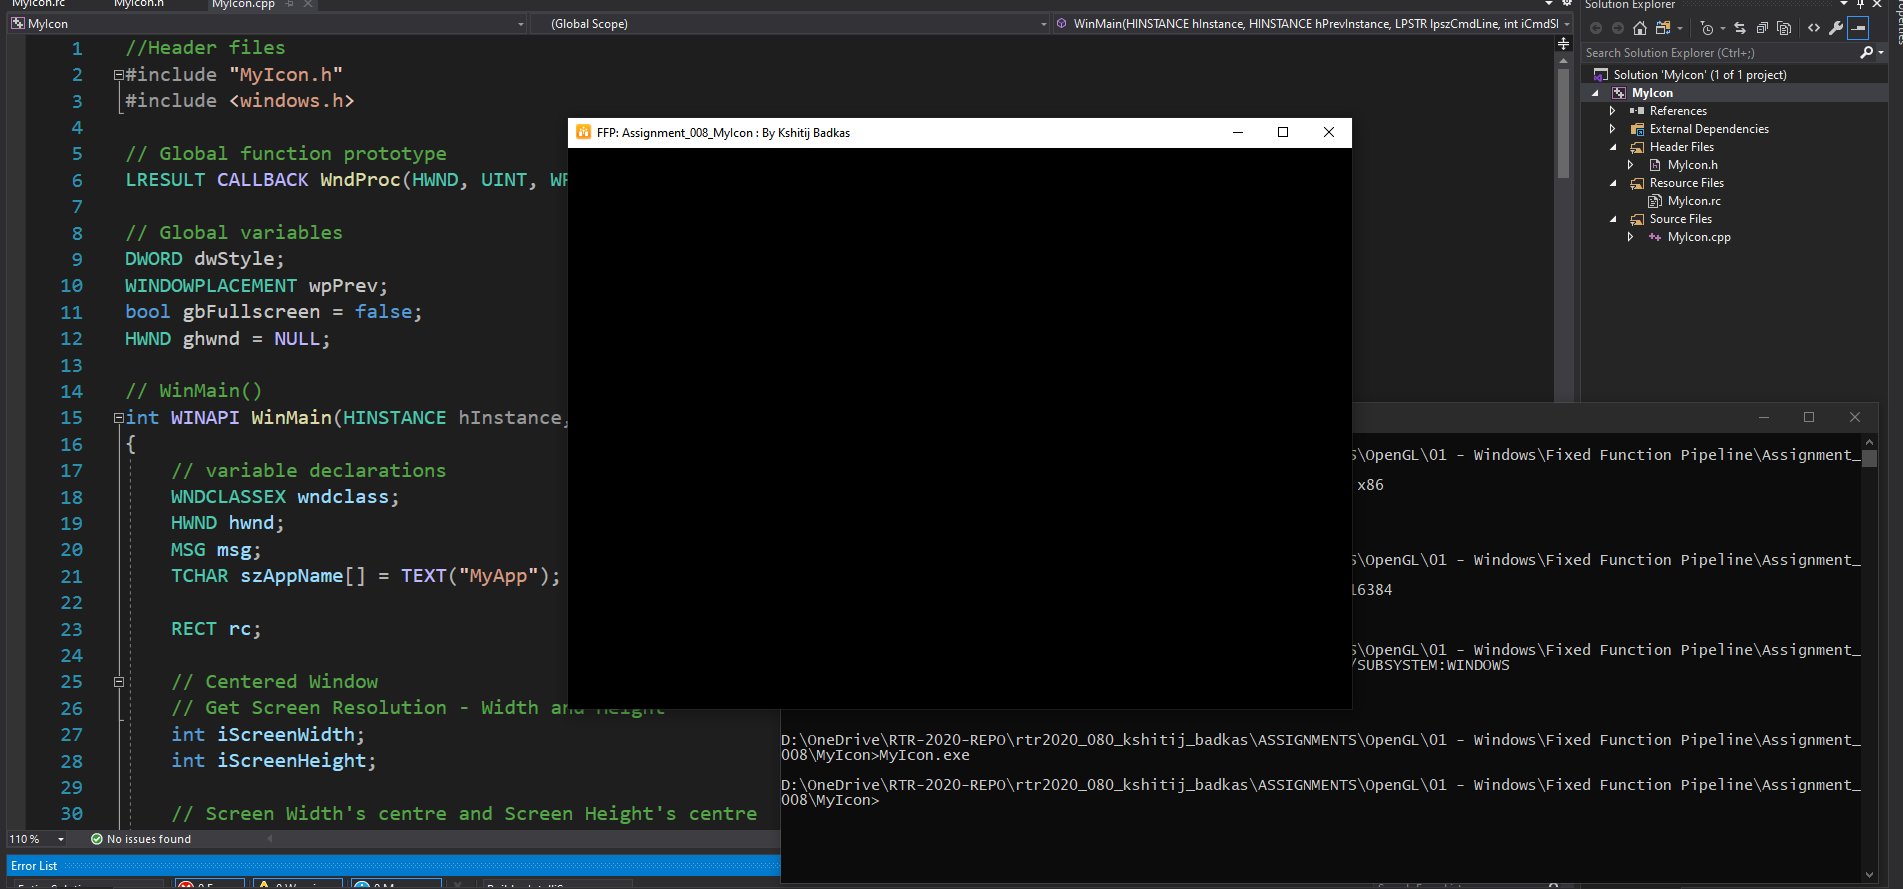 MyIcon.rc MyIcon.h MyIcon.cpp
MyIcon (Global Scope) WinMain(HINSTANCE hInstance, HINSTANCE hPrevInstance, LPSTR lpszCmdLine, int iCmdSl
1 //Header files
2 #include "MyIcon.h"
3 #include <windows.h>
4
5 // Global function prototype
6 LRESULT CALLBACK WndProc(HWND, UINT, WP
7
8 // Global variables
9 DWORD dwStyle;
10 WINDOWPLACEMENT wpPrev;
11 bool gbFullscreen = false;
12 HWND ghwnd = NULL;
13
14 // WinMain()
15 int WINAPI WinMain(HINSTANCE hInstance,
16 {
17 // variable declarations
18 WNDCLASSEX wndclass;
19 HWND hwnd;
20 MSG msg;
21 TCHAR szAppName[] = TEXT("MyApp");
22
23 RECT rc;
24
25 // Centered Window
26 // Get Screen Resolution - Width and Height
27 int iScreenWidth;
28 int iScreenHeight;
29
30 // Screen Width's centre and Screen Height's centre
110 % No issues found
Error List
FFP: Assignment_008_MyIcon : By Kshitij Badkas
Solution Explorer
Search Solution Explorer (Ctrl+;)
Solution 'MyIcon' (1 of 1 project)
MyIcon
References
External Dependencies
Header Files
MyIcon.h
Resource Files
MyIcon.rc
Source Files
MyIcon.cpp
S\OpenGL\01 - Windows\Fixed Function Pipeline\Assignment_
x86
S\OpenGL\01 - Windows\Fixed Function Pipeline\Assignment_
16384
S\OpenGL\01 - Windows\Fixed Function Pipeline\Assignment_
/SUBSYSTEM:WINDOWS
D:\OneDrive\RTR-2020-REPO\rtr2020_080_kshitij_badkas\ASSIGNMENTS\OpenGL\01 - Windows\Fixed Function Pipeline\Assignment_
008\MyIcon>MyIcon.exe
D:\OneDrive\RTR-2020-REPO\rtr2020_080_kshitij_badkas\ASSIGNMENTS\OpenGL\01 - Windows\Fixed Function Pipeline\Assignment_
008\MyIcon>